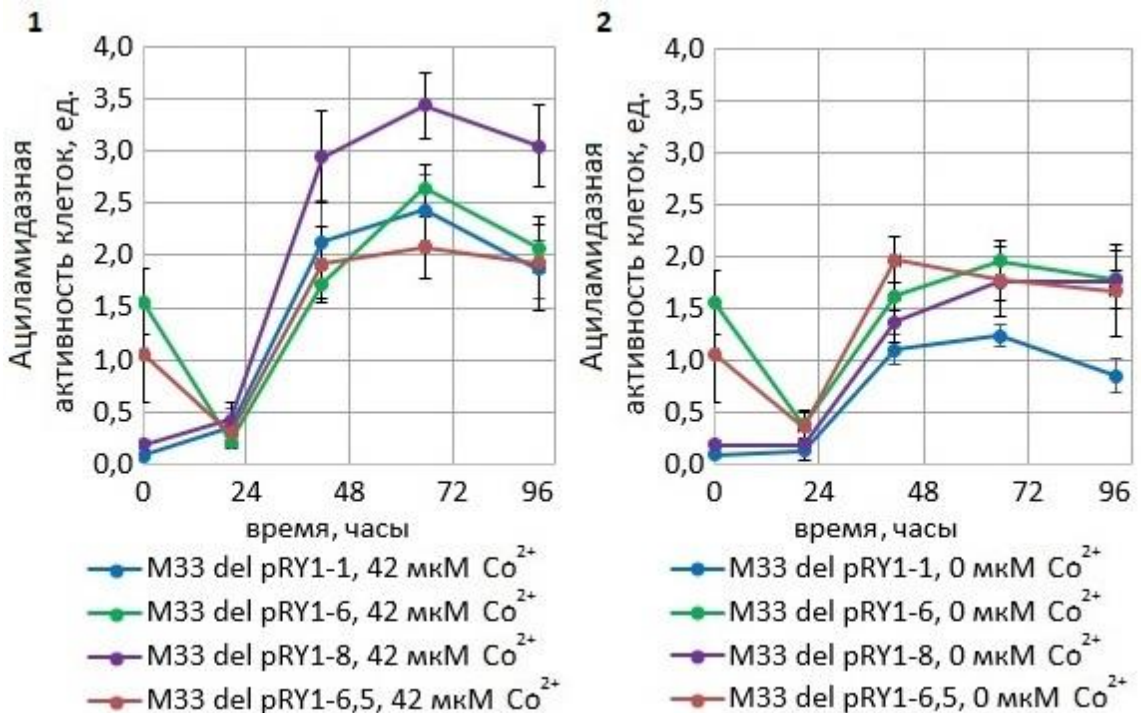 1
Ациламидазная
активность клеток, ед.
4,0
3,5
3,0
2,5
2,0
1,5
1,0
0,5
0,0
0 24 48 72 96
время, часы
M33 del pRY1-1, 42 мкМ Co²⁺
M33 del pRY1-6, 42 мкМ Co²⁺
M33 del pRY1-8, 42 мкМ Co²⁺
M33 del pRY1-6,5, 42 мкМ Co²⁺
2
Ациламидазная
активность клеток, ед.
4,0
3,5
3,0
2,5
2,0
1,5
1,0
0,5
0,0
0 24 48 72 96
время, часы
M33 del pRY1-1, 0 мкМ Co²⁺
M33 del pRY1-6, 0 мкМ Co²⁺
M33 del pRY1-8, 0 мкМ Co²⁺
M33 del pRY1-6,5, 0 мкМ Co²⁺